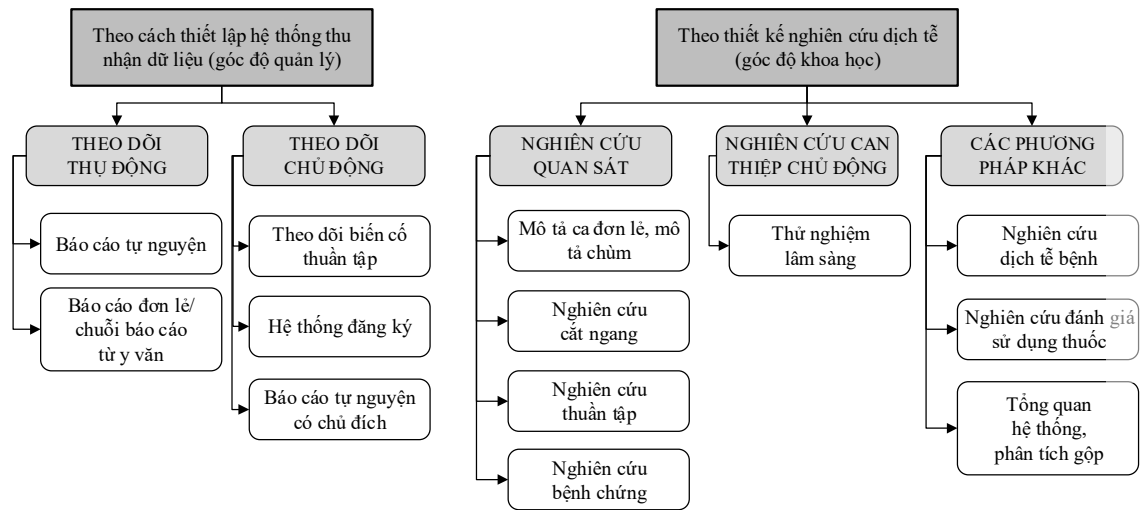 Theo cách thiết lập hệ thống thu
nhận dữ liệu (góc độ quản lý)
THEO DÕI
THỤ ĐỘNG
Báo cáo tự nguyện
Báo cáo đơn lẻ/
chuỗi báo cáo
từ y văn
THEO DÕI
CHỦ ĐỘNG
Theo dõi biến cố
thuần tập
Hệ thống đăng ký
Báo cáo tự nguyện
có chủ đích
Theo thiết kế nghiên cứu dịch tễ
(góc độ khoa học)
NGHIÊN CỨU
QUAN SÁT
Mô tả ca đơn lẻ, mô
tả chùm
Nghiên cứu
cắt ngang
Nghiên cứu
thuần tập
Nghiên cứu
bệnh chứng
NGHIÊN CỨU CAN
THIỆP CHỦ ĐỘNG
Thử nghiệm
lâm sàng
CÁC PHƯƠNG
PHÁP KHÁC
Nghiên cứu
dịch tễ bệnh
Nghiên cứu đánh giá
sử dụng thuốc
Tổng quan
hệ thống,
phân tích gộp